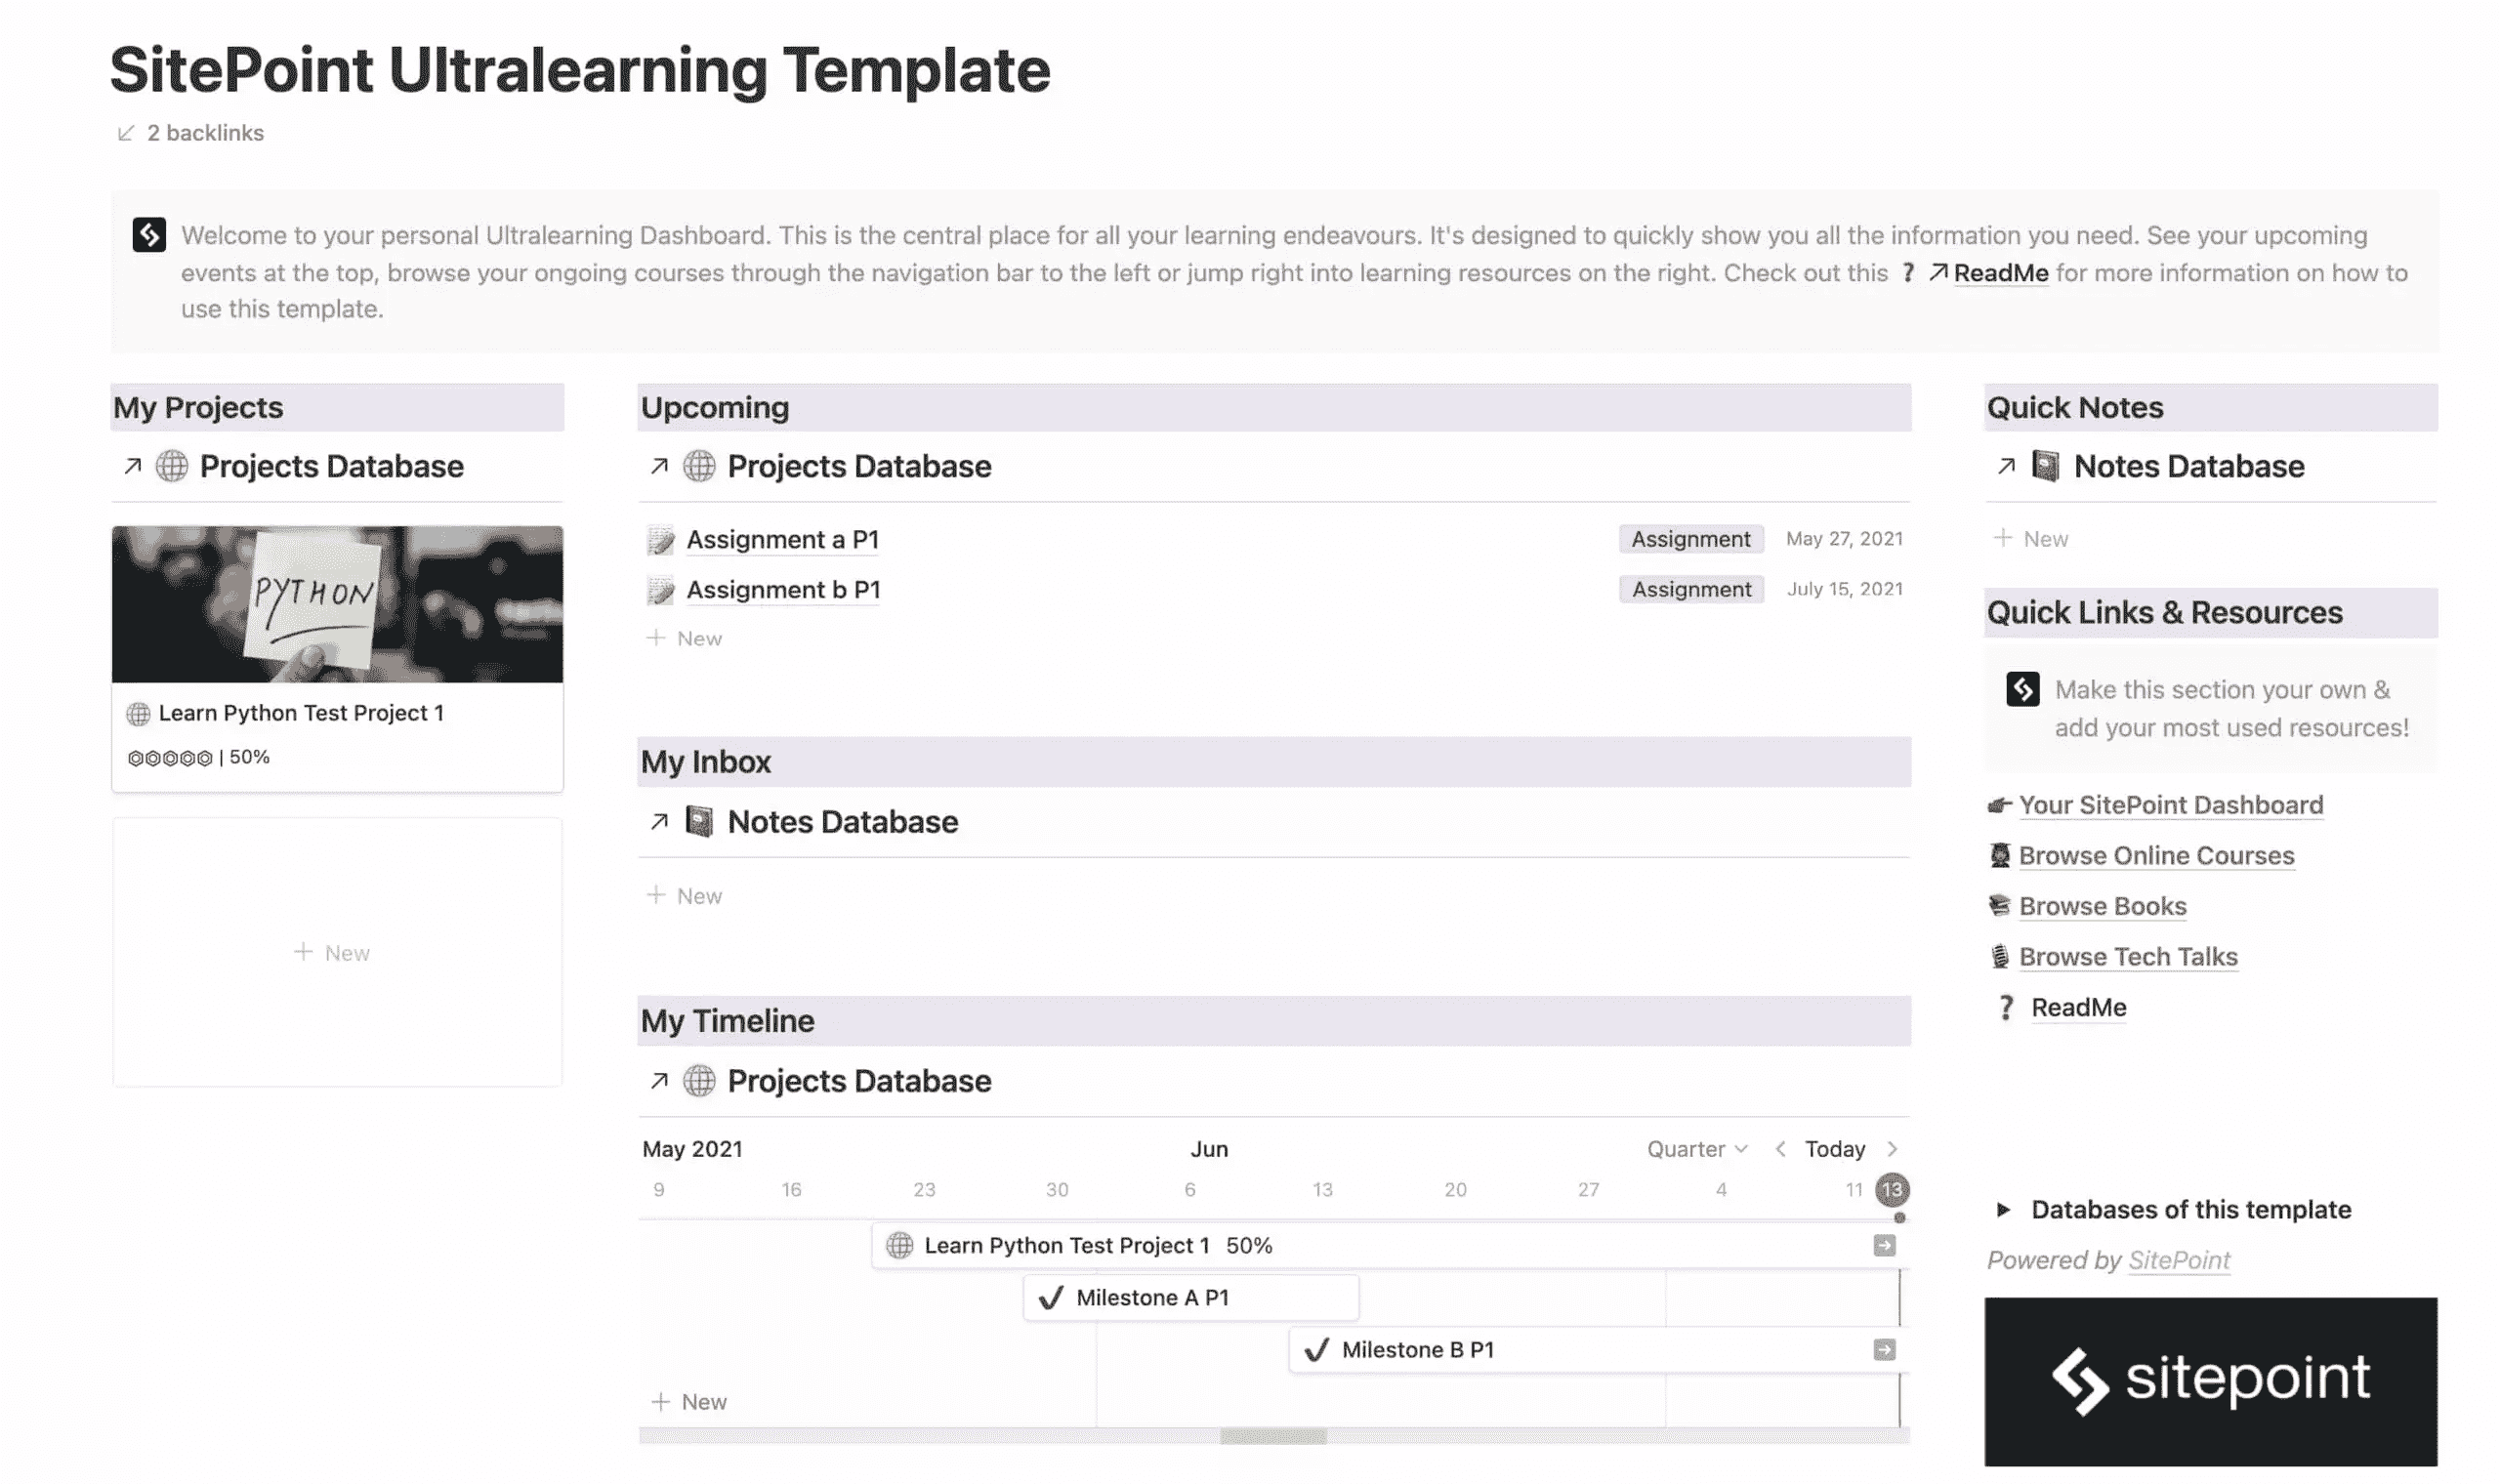 SitePoint Ultralearning Template
2 backlinks
Welcome to your personal Ultralearning Dashboard. This is the central place for all your learning endeavours. It's designed to quickly show you all the information you need. See your upcoming
events at the top, browse your ongoing courses through the navigation bar to the left or jump right into learning resources on the right. Check out this ? ↗ReadMe for more information on how to
use this template.
My Projects
↗ Projects Database
PYTHON
Learn Python Test Project 1
⏣⏣⏣⏣⏣ | 50%
+ New
Upcoming
↗ Projects Database
Assignment a P1 Assignment May 27, 2021
Assignment b P1 Assignment July 15, 2021
+ New
My Inbox
↗ Notes Database
+ New
My Timeline
↗ Projects Database
May 2021 Jun Quarter Today
9 16 23 30 6 13 20 27 4 11 13
Learn Python Test Project 1 50%
✓ Milestone A P1
✓ Milestone B P1
+ New
Quick Notes
↗ Notes Database
+ New
Quick Links & Resources
Make this section your own &
add your most used resources!
Your SitePoint Dashboard
Browse Online Courses
Browse Books
Browse Tech Talks
? ReadMe
Databases of this template
Powered by SitePoint
sitepoint